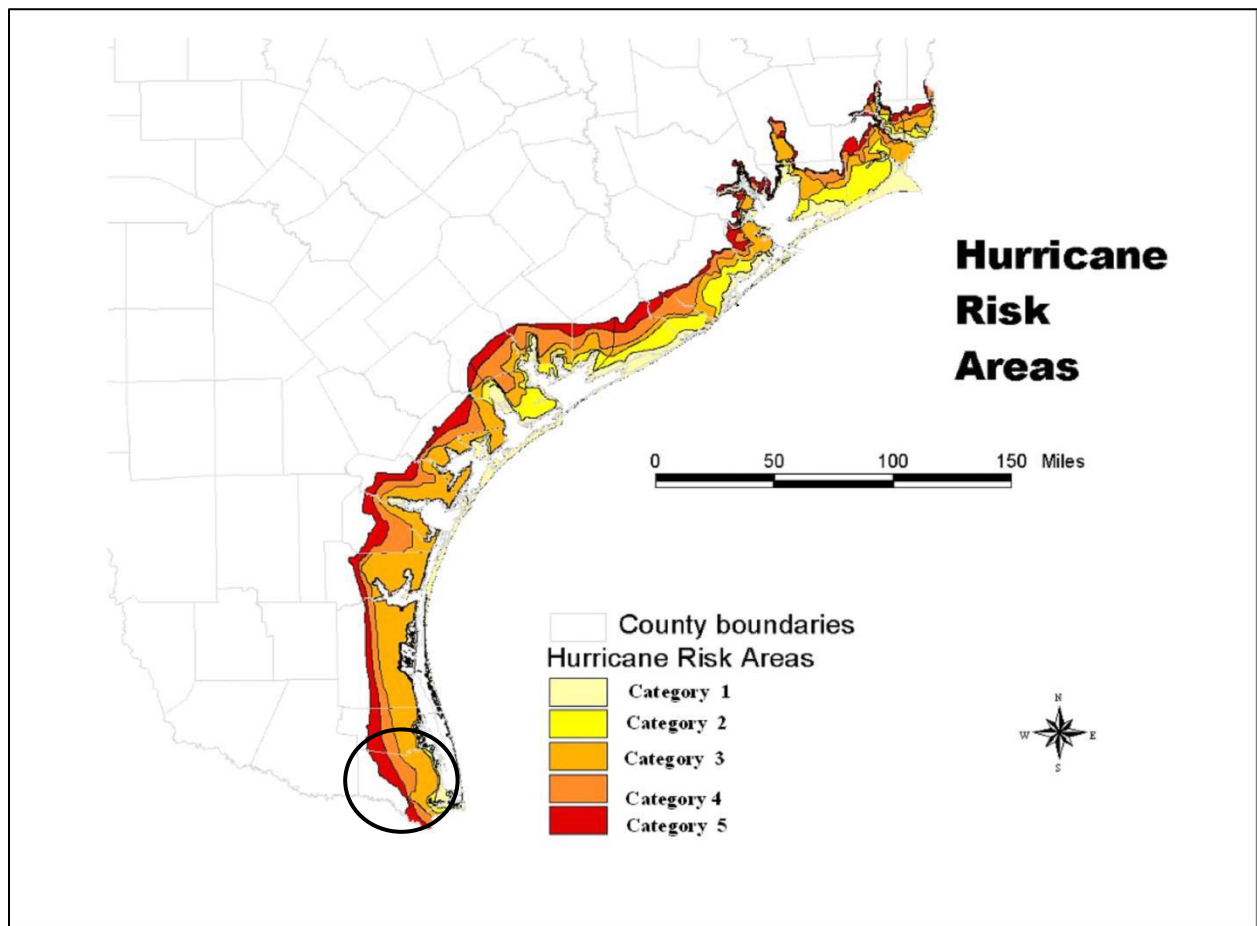 Hurricane
Risk
Areas
0 50 100 150 Miles
County boundaries
Hurricane Risk Areas
Category 1
Category 2
Category 3
Category 4
Category 5
N
W E
S